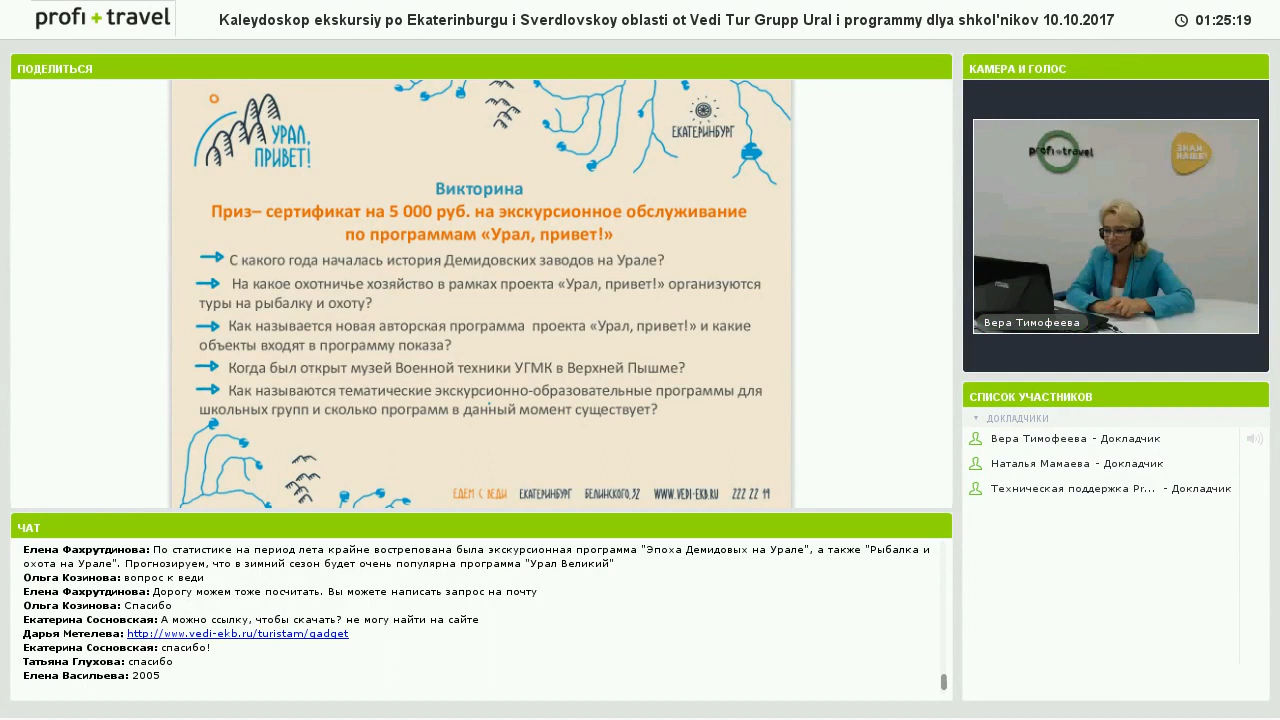 profi + travel
Kaleydoskop ekskursiy po Ekaterinburgu i Sverdlovskoy oblasti ot Vedi Tur Grupp Ural i programmy dlya shkol'nikov 10.10.2017
01:25:19
ПОДЕЛИТЬСЯ
УРАЛ,
ПРИВЕТ!
ЕКАТЕРИНБУРГ
Викторина
Приз– сертификат на 5 000 руб. на экскурсионное обслуживание
по программам «Урал, привет!»
С какого года началась история Демидовских заводов на Урале?
На какое охотничье хозяйство в рамках проекта «Урал, привет!» организуются
туры на рыбалку и охоту?
Как называется новая авторская программа проекта «Урал, привет!» и какие
объекты входят в программу показа?
Когда был открыт музей Военной техники УГМК в Верхней Пышме?
Как называются тематические экскурсионно-образовательные программы для
школьных групп и сколько программ в данный момент существует?
ЕДЕМ С ВЕДИ ЕКАТЕРИНБУРГ БЕЛИНСКОГО,32 WWW.VEDI-EKB.RU 222 22 99
ЧАТ
Елена Фахрутдинова: По статистике на период лета крайне вострепована была экскурсионная программа "Эпоха Демидовых на Урале", а также "Рыбалка и
охота на Урале". Прогнозируем, что в зимний сезон будет очень популярна программа "Урал Великий"
Ольга Козинова: вопрос к веди
Елена Фахрутдинова: Дорогу можем тоже посчитать. Вы можете написать запрос на почту
Ольга Козинова: Спасибо
Екатерина Сосновская: А можно ссылку, чтобы скачать? не могу найти на сайте
Дарья Метелева: http://www.vedi-ekb.ru/turistam/gadget
Екатерина Сосновская: спасибо!
Татьяна Глухова: спасибо
Елена Васильева: 2005
КАМЕРА И ГОЛОС
profi travel
ЗНАЙ
НАШЕ!
Вера Тимофеева
СПИСОК УЧАСТНИКОВ
ДОКЛАДЧИКИ
Вера Тимофеева - Докладчик
Наталья Мамаева - Докладчик
Техническая поддержка Pr... - Докладчик